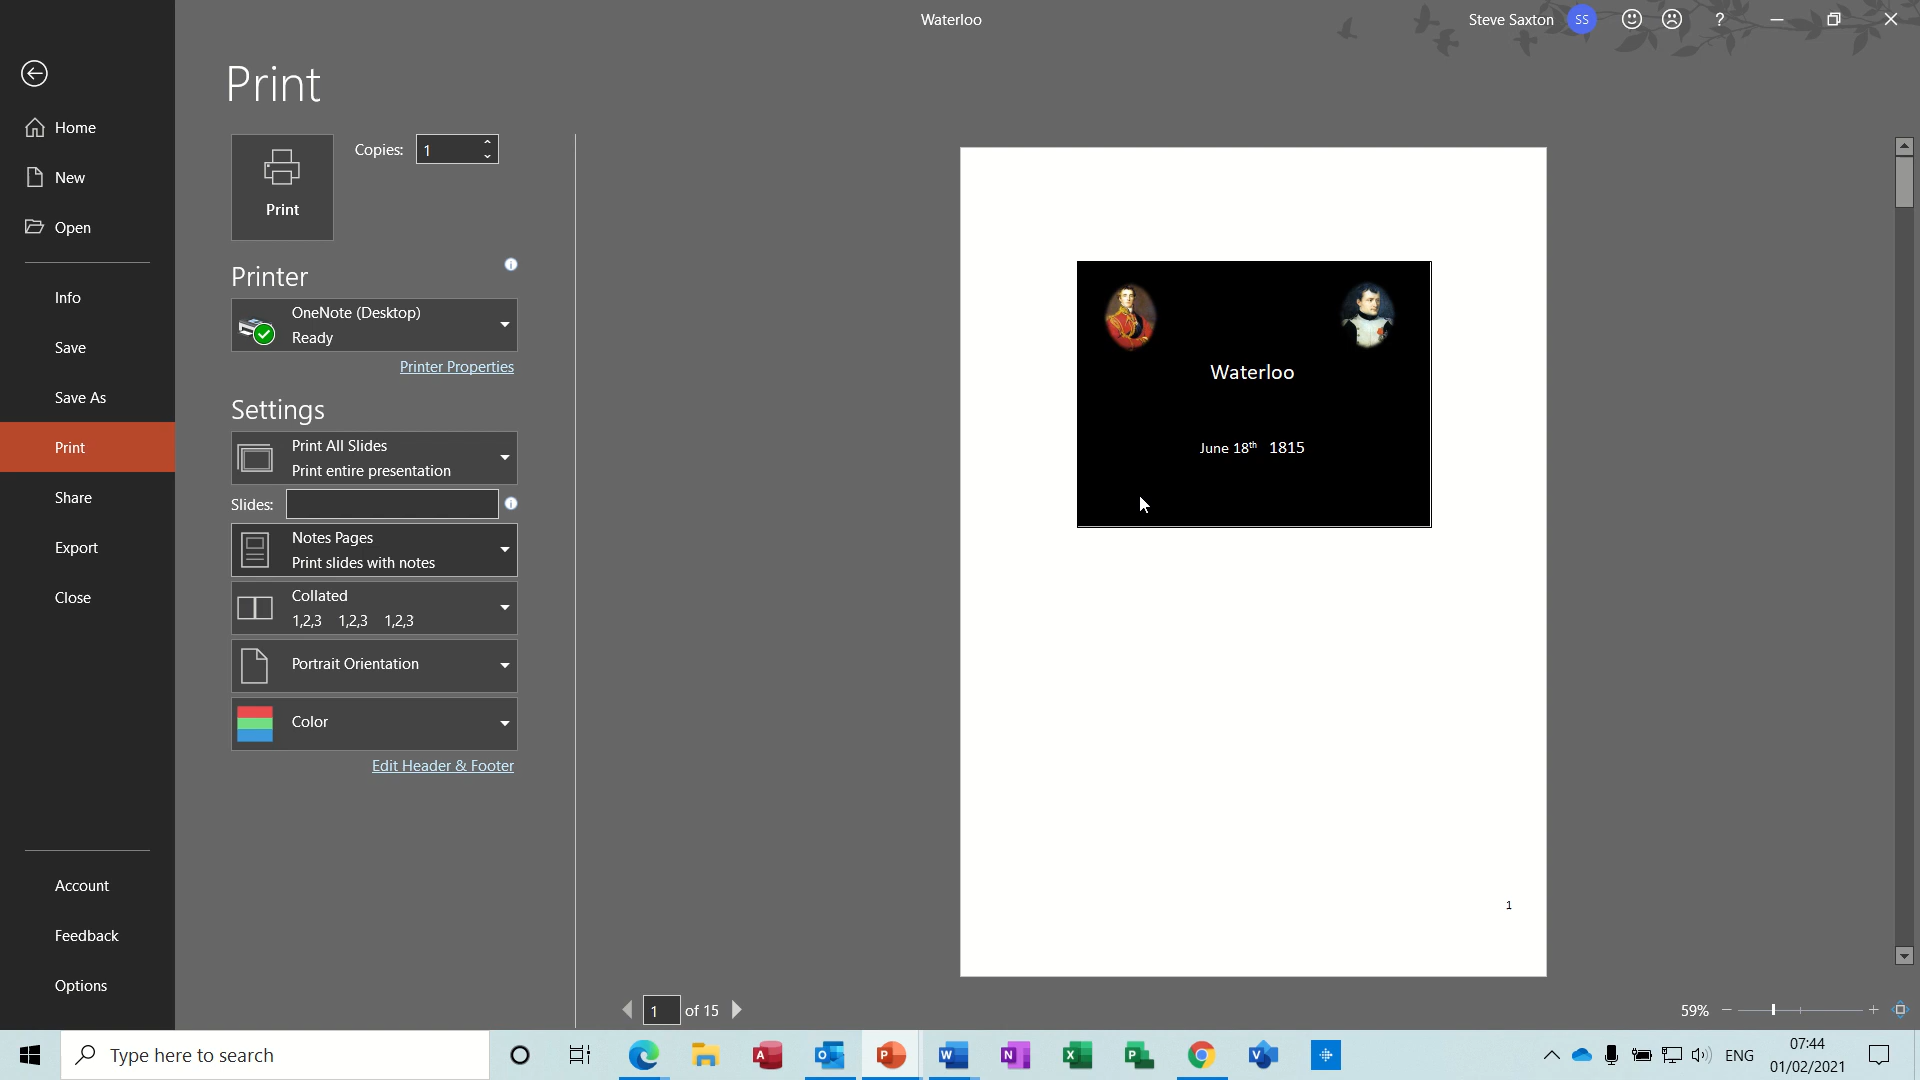 Waterloo
Steve Saxton SS
?
Print
Home
New
Open
Info
Save
Save As
Print
Share
Export
Close
Account
Feedback
Options
Print
Copies: 1
Printer
OneNote (Desktop)
Ready
Printer Properties
Settings
Print All Slides
Print entire presentation
Slides:
Notes Pages
Print slides with notes
Collated
1,2,3 1,2,3 1,2,3
Portrait Orientation
Color
Edit Header & Footer
Waterloo
June 18th 1815
1
1 of 15
59%
Type here to search
ENG
07:44
01/02/2021